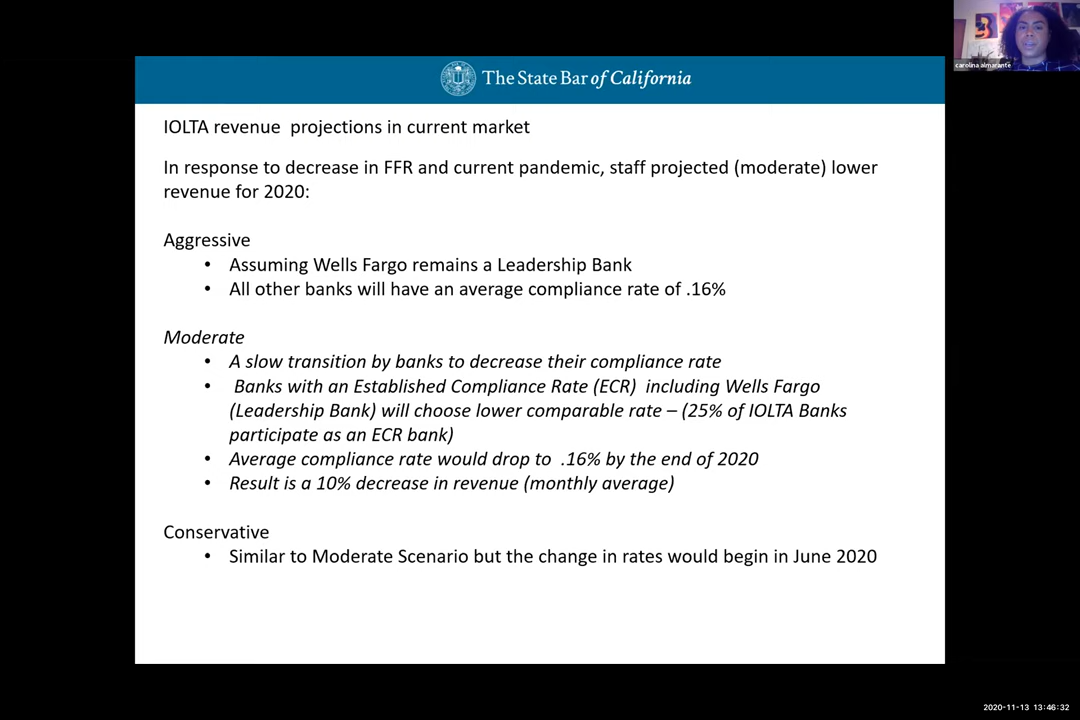 carolina almarante
The State Bar of California
IOLTA revenue projections in current market
In response to decrease in FFR and current pandemic, staff projected (moderate) lower
revenue for 2020:
Aggressive
• Assuming Wells Fargo remains a Leadership Bank
• All other banks will have an average compliance rate of .16%
Moderate
• A slow transition by banks to decrease their compliance rate
• Banks with an Established Compliance Rate (ECR) including Wells Fargo
(Leadership Bank) will choose lower comparable rate – (25% of IOLTA Banks
participate as an ECR bank)
• Average compliance rate would drop to .16% by the end of 2020
• Result is a 10% decrease in revenue (monthly average)
Conservative
• Similar to Moderate Scenario but the change in rates would begin in June 2020
2020-11-13 13:46:32